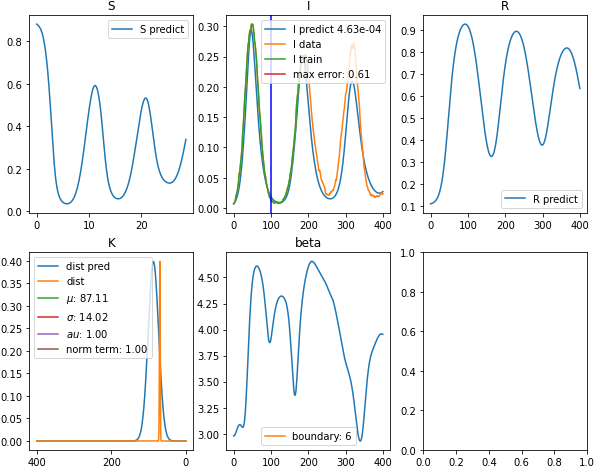 S
I
R
S predict
I predict 4.63e-04
I data
I train
max error: 0.61
R predict
0.8
0.6
0.4
0.2
0.0
0.30
0.25
0.20
0.15
0.10
0.05
0.00
0.9
0.8
0.7
0.6
0.5
0.4
0.3
0.2
0.1
0 10 20
0 100 200 300 400
0 100 200 300 400
K
beta
dist pred
dist
μ: 87.11
σ: 14.02
au: 1.00
norm term: 1.00
boundary: 6
0.40
0.35
0.30
0.25
0.20
0.15
0.10
0.05
0.00
4.50
4.25
4.00
3.75
3.50
3.25
3.00
1.0
0.8
0.6
0.4
0.2
0.0
400 200 0
0 100 200 300 400
0.0 0.2 0.4 0.6 0.8 1.0